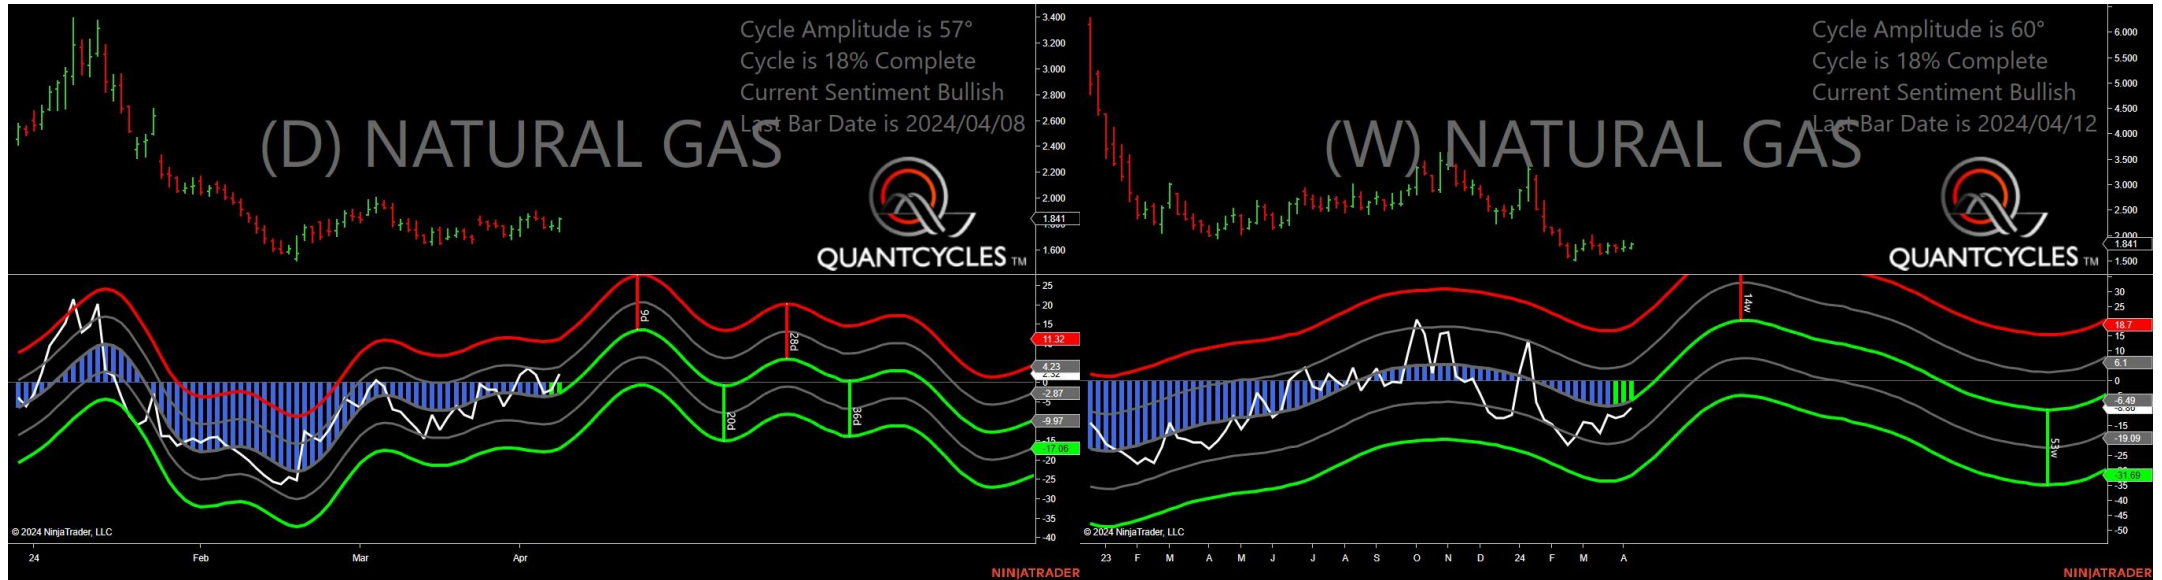 Cycle Amplitude is 57°
Cycle is 18% Complete
Current Sentiment Bullish
Last Bar Date is 2024/04/08
(D) NATURAL GAS
QUANTCYCLES TM
3.400
3.200
3.000
2.800
2.600
2.400
2.200
2.000
1.841
1.600
25
20
15
11.32
4.23
2.32
0
-2.87
-5
-9.97
-15
-17.06
-20
-25
-30
-35
-40
9d
20d
28d
36d
© 2024 NinjaTrader, LLC
24
Feb
Mar
Apr
NINJATRADER
Cycle Amplitude is 60°
Cycle is 18% Complete
Current Sentiment Bullish
Last Bar Date is 2024/04/12
(W) NATURAL GAS
QUANTCYCLES TM
6.000
5.500
5.000
4.500
4.000
3.500
3.000
2.500
2.000
1.841
1.500
30
25
18.7
15
10
6.1
0
-6.49
-15
-19.09
-25
-31.69
-35
-45
-50
14w
53w
© 2024 NinjaTrader, LLC
23 F M A M J J A S O N D 24 F M A
NINJATRADER